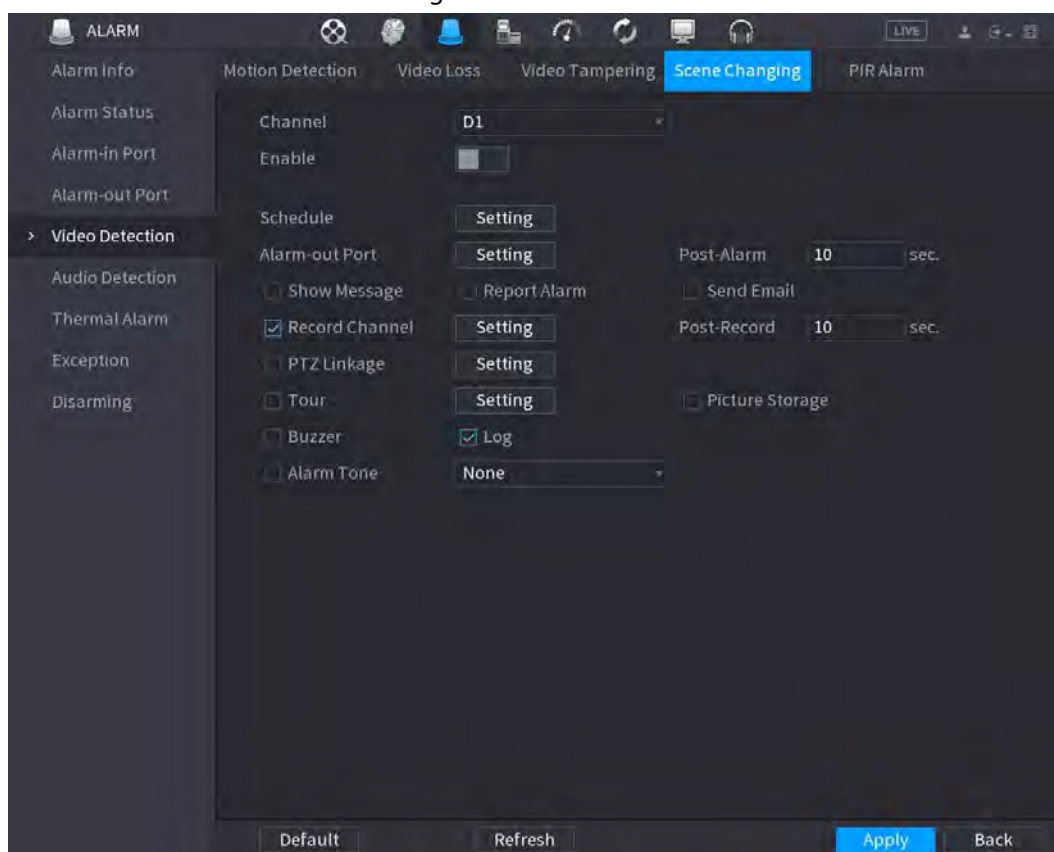 ALARM LIVE
Alarm Info Motion Detection Video Loss Video Tampering Scene Changing PIR Alarm
Alarm Status
Channel D1
Alarm-in Port
Enable
Alarm-out Port
Schedule Setting
> Video Detection
Alarm-out Port Setting Post-Alarm 10 sec.
Audio Detection
Show Message Report Alarm Send Email
Thermal Alarm
Record Channel Setting Post-Record 10 sec.
Exception
PTZ Linkage Setting
Disarming
Tour Setting Picture Storage
Buzzer Log
Alarm Tone None
Default Refresh Apply Back